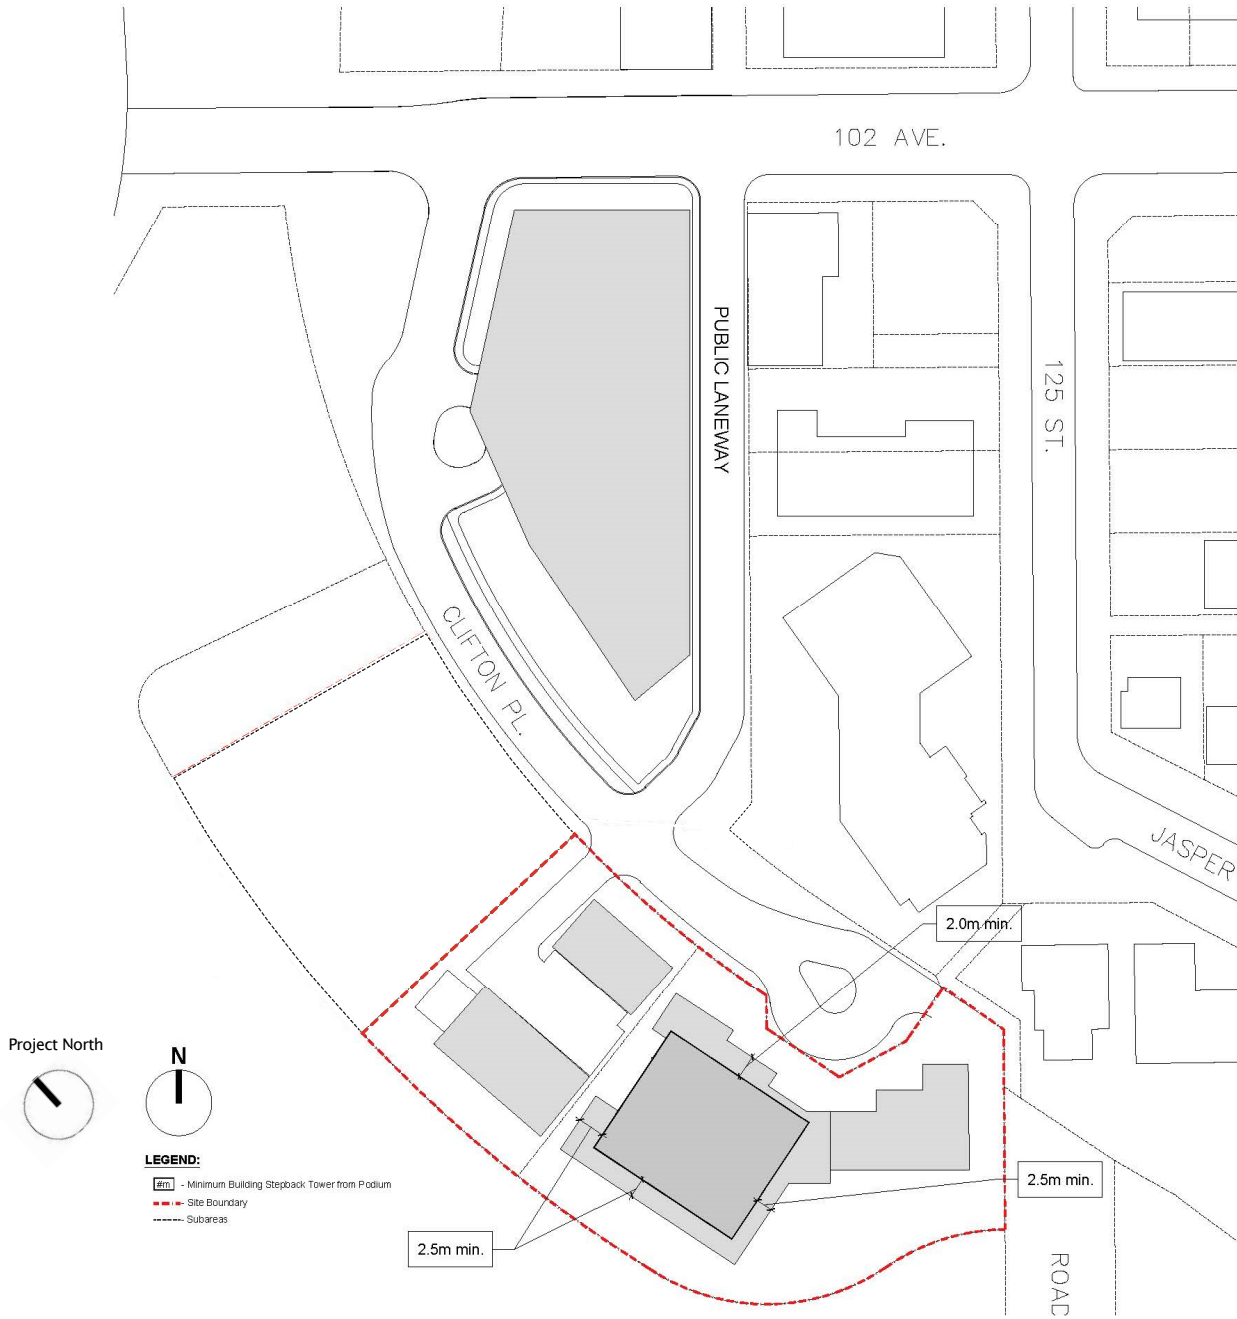 102 AVE.
PUBLIC LANEWAY
125 ST.
CLIFTON PL.
JASPER
2.0m min.
Project North
N
LEGEND:
#m - Minimum Building Stepback Tower from Podium
Site Boundary
Subareas
2.5m min.
2.5m min.
ROAD